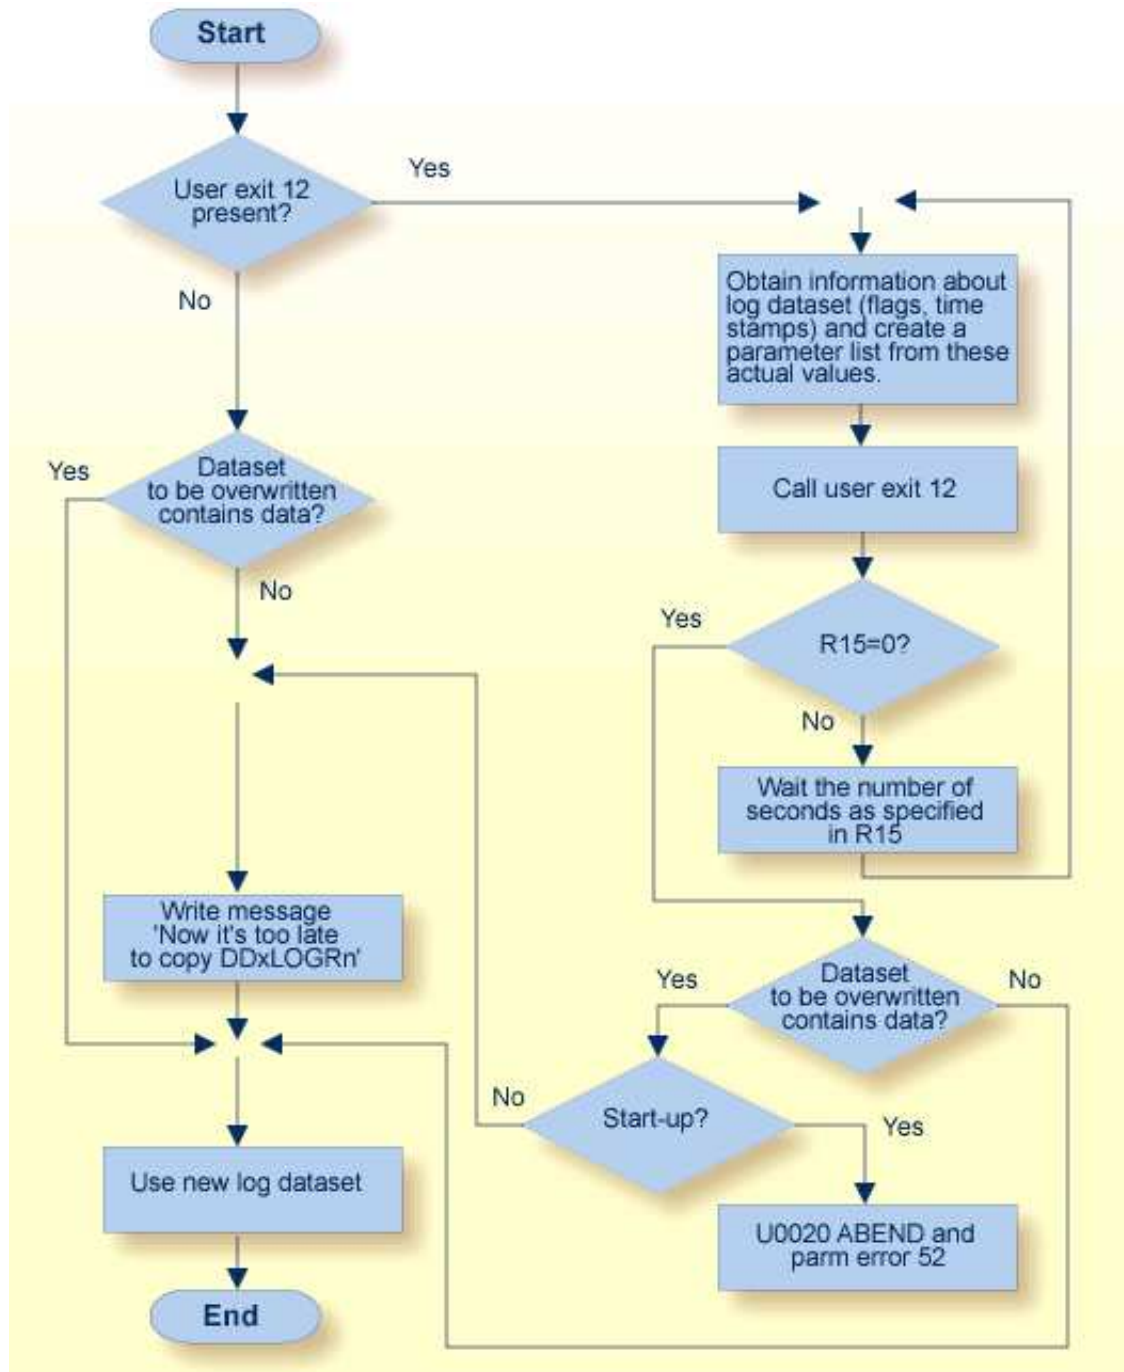 Start
User exit 12
present?
Yes
No
Obtain information about
log dataset (flags, time
stamps) and create a
parameter list from these
actual values.
Call user exit 12
Yes
Dataset
to be overwritten
contains data?
No
Yes
R15=0?
No
Wait the number of
seconds as specified
in R15
Write message
'Now it's too late
to copy DDxLOGRn'
Yes
Dataset
to be overwritten
contains data?
No
No
Start-up?
Yes
Use new log dataset
U0020 ABEND and
parm error 52
End